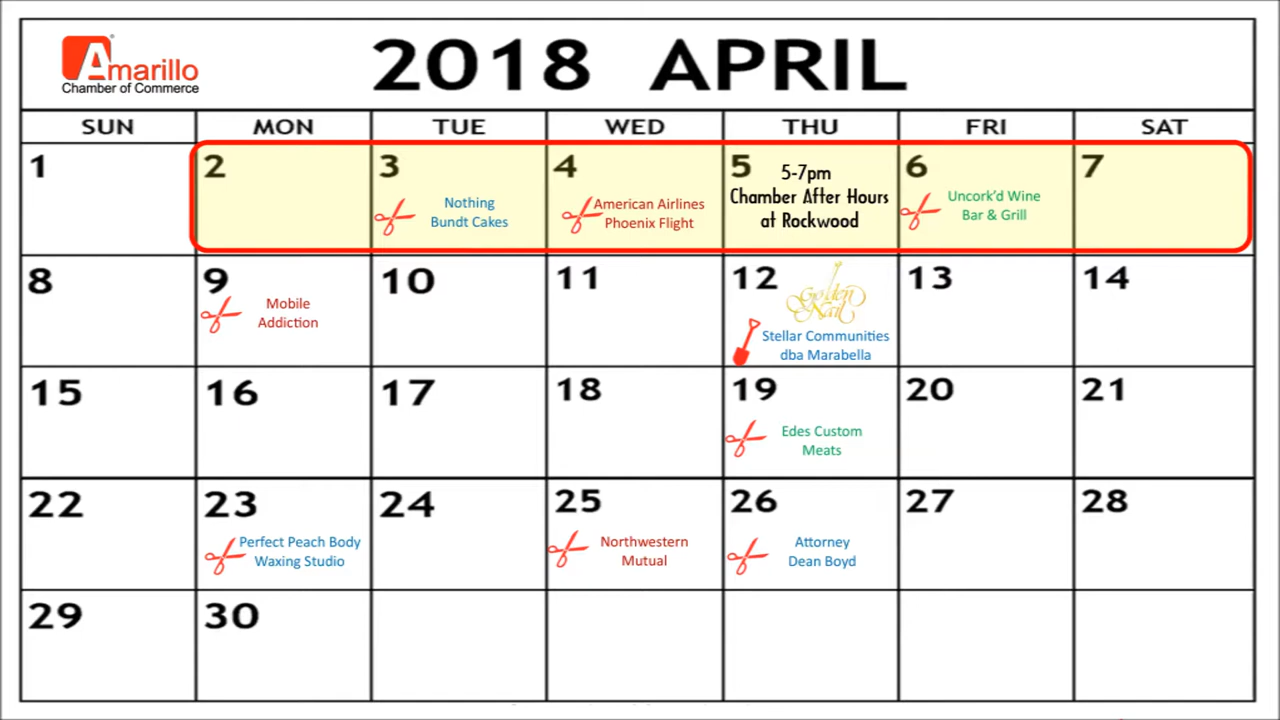 Amarillo
Chamber of Commerce
2018 APRIL
SUN MON TUE WED THU FRI SAT
1 2 3 4 5 6 7
Nothing
Bundt Cakes
American Airlines
Phoenix Flight
5-7pm
Chamber After Hours
at Rockwood
Uncork'd Wine
Bar & Grill
8 9 10 11 12 13 14
Mobile
Addiction
Golden
Nail
Stellar Communities
dba Marabella
15 16 17 18 19 20 21
Edes Custom
Meats
22 23 24 25 26 27 28
Perfect Peach Body
Waxing Studio
Northwestern
Mutual
Attorney
Dean Boyd
29 30